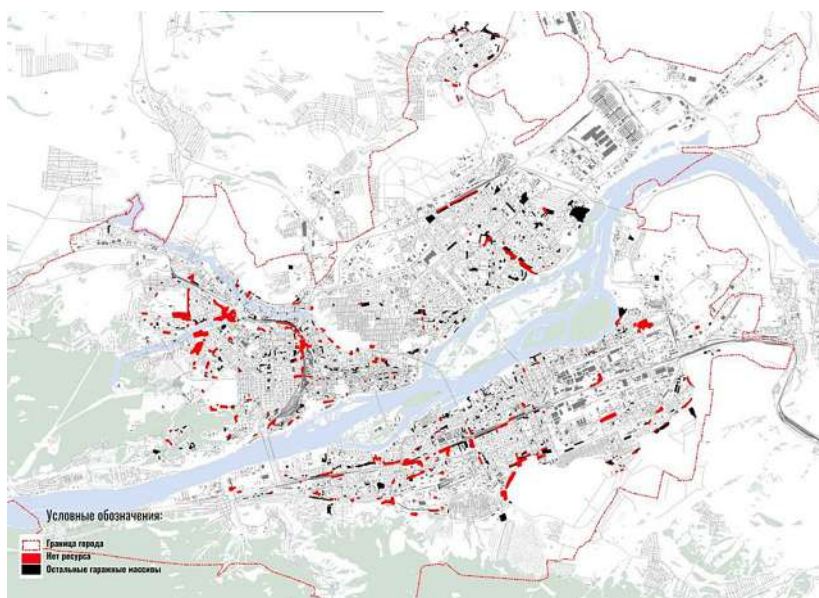 Условные обозначения:
Граница города
Нет ресурса
Остальные гаражные массивы